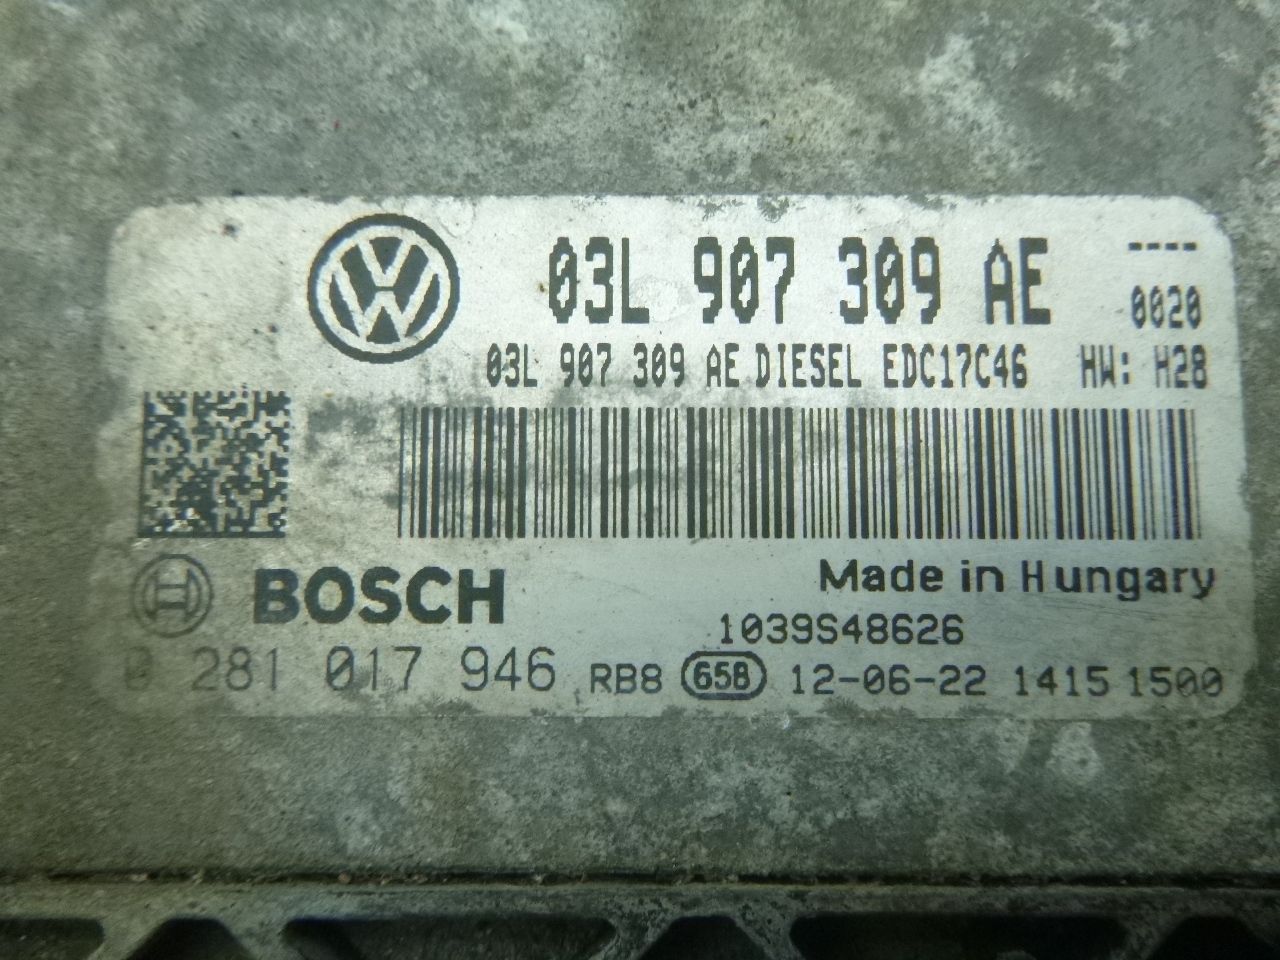 03L 907 309 AE ----
0020
03L 907 309 AE DIESEL EDC17C46 HW: H28
BOSCH
Made in Hungary
1039S48626
0 281 017 946 RB8 65B 12-06-22 1415 1500